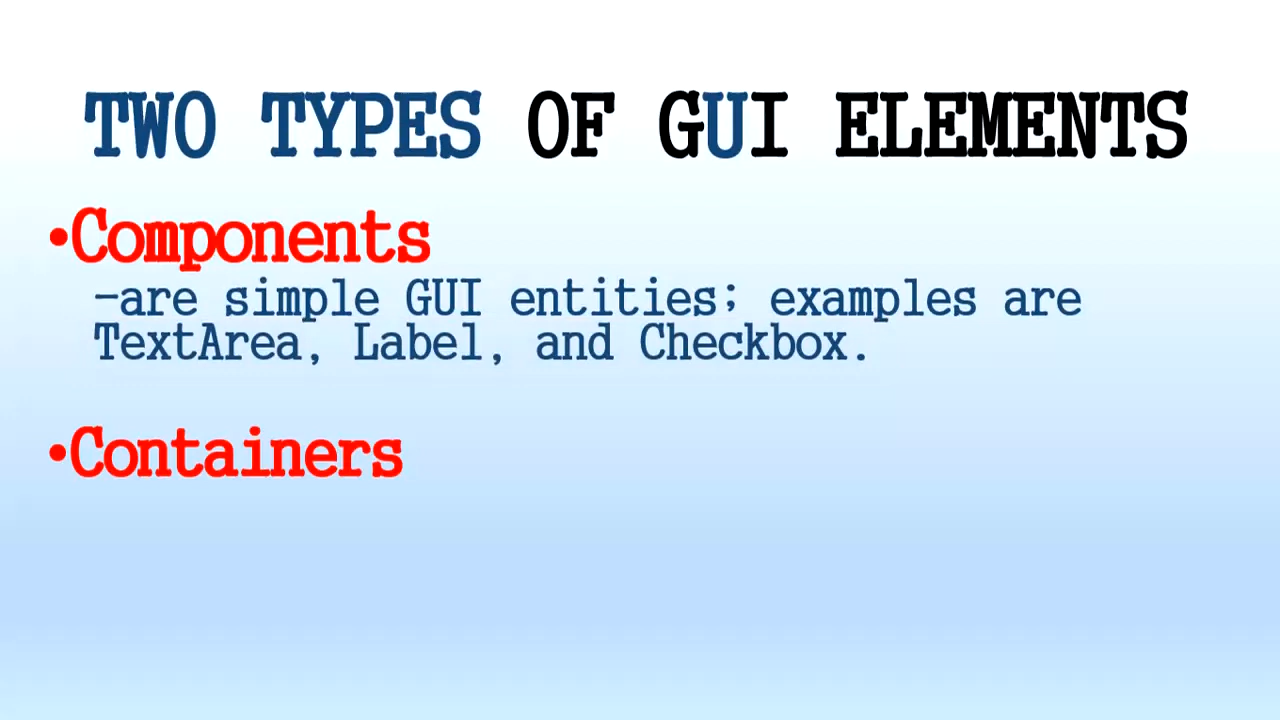 TWO TYPES OF GUI ELEMENTS
•Components
–are simple GUI entities; examples are
TextArea, Label, and Checkbox.
•Containers